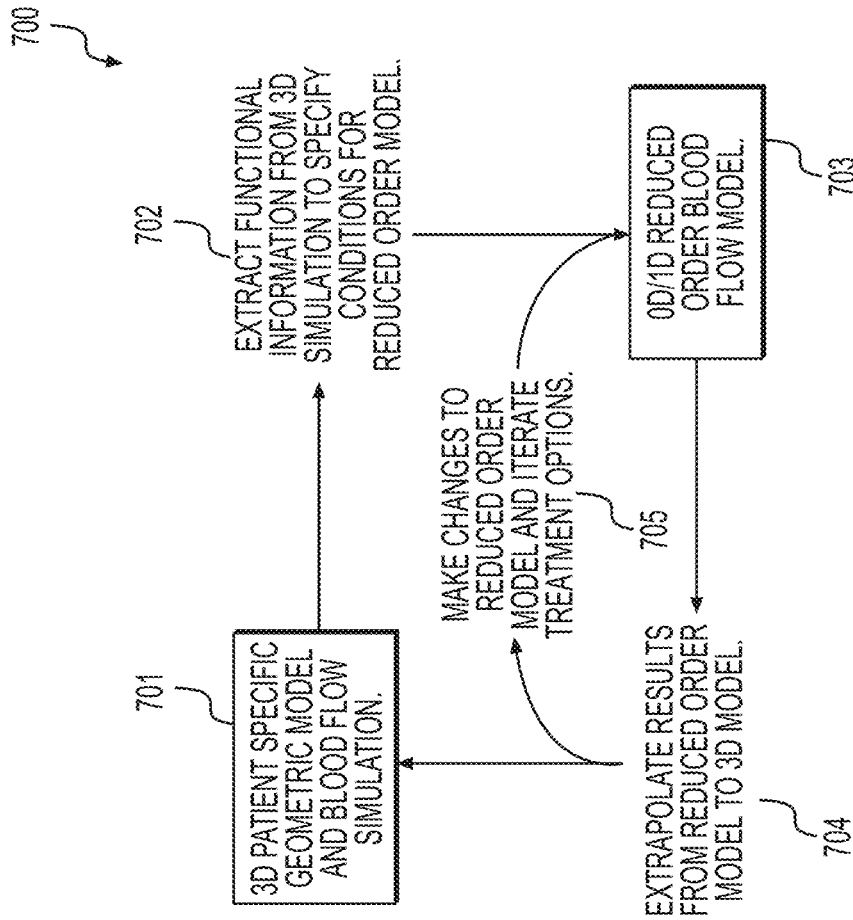 700
701
3D PATIENT SPECIFIC
GEOMETRIC MODEL
AND BLOOD FLOW
SIMULATION.
702
EXTRACT FUNCTIONAL
INFORMATION FROM 3D
SIMULATION TO SPECIFY
CONDITIONS FOR
REDUCED ORDER MODEL.
MAKE CHANGES TO
REDUCED ORDER
MODEL AND ITERATE
TREATMENT OPTIONS.
705
EXTRAPOLATE RESULTS
FROM REDUCED ORDER
MODEL TO 3D MODEL.
704
0D/1D REDUCED
ORDER BLOOD
FLOW MODEL.
703